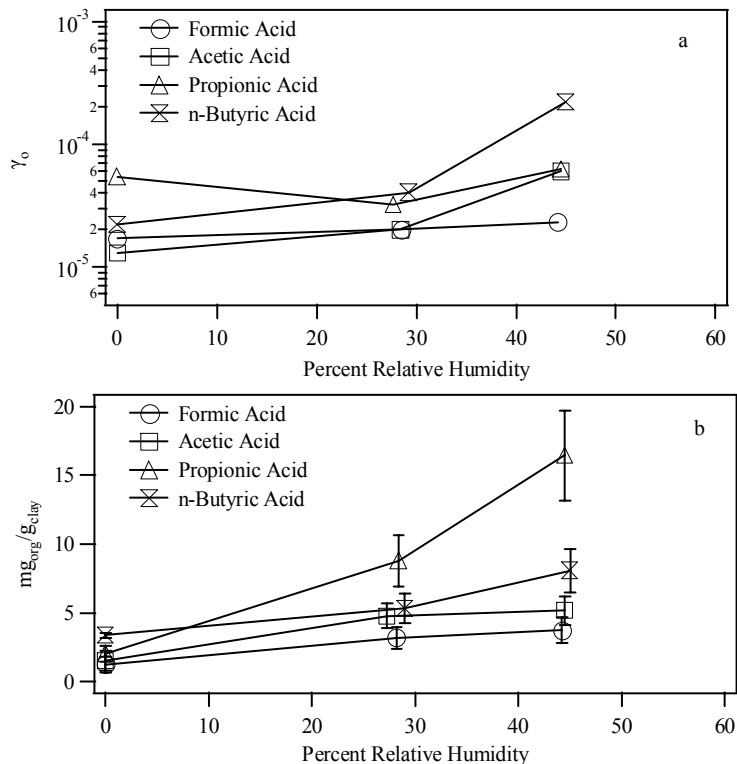 10⁻³
6
4
2
10⁻⁴
6
4
2
10⁻⁵
6
γₒ
Formic Acid
Acetic Acid
Propionic Acid
n-Butyric Acid
a
0 10 20 30 40 50 60
Percent Relative Humidity
20
15
10
5
0
mg_org/g_clay
Formic Acid
Acetic Acid
Propionic Acid
n-Butyric Acid
b
0 10 20 30 40 50 60
Percent Relative Humidity